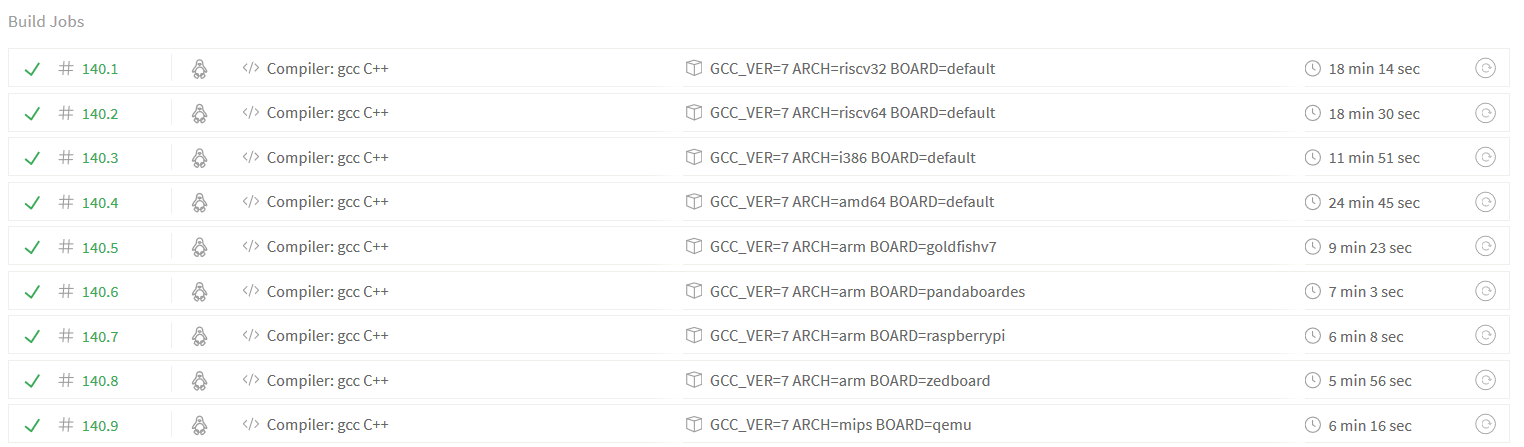 Build Jobs
# 140.1 </> Compiler: gcc C++ GCC_VER=7 ARCH=riscv32 BOARD=default 18 min 14 sec
# 140.2 </> Compiler: gcc C++ GCC_VER=7 ARCH=riscv64 BOARD=default 18 min 30 sec
# 140.3 </> Compiler: gcc C++ GCC_VER=7 ARCH=i386 BOARD=default 11 min 51 sec
# 140.4 </> Compiler: gcc C++ GCC_VER=7 ARCH=amd64 BOARD=default 24 min 45 sec
# 140.5 </> Compiler: gcc C++ GCC_VER=7 ARCH=arm BOARD=goldfishv7 9 min 23 sec
# 140.6 </> Compiler: gcc C++ GCC_VER=7 ARCH=arm BOARD=pandaboardes 7 min 3 sec
# 140.7 </> Compiler: gcc C++ GCC_VER=7 ARCH=arm BOARD=raspberrypi 6 min 8 sec
# 140.8 </> Compiler: gcc C++ GCC_VER=7 ARCH=arm BOARD=zedboard 5 min 56 sec
# 140.9 </> Compiler: gcc C++ GCC_VER=7 ARCH=mips BOARD=qemu 6 min 16 sec